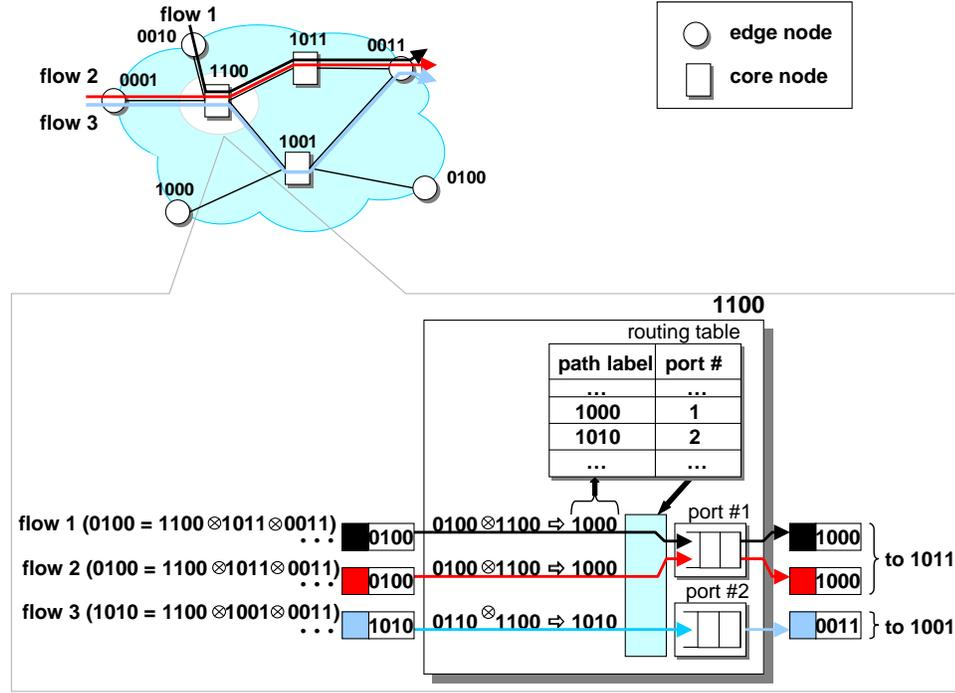 flow 1
0010
1011
0011
edge node
flow 2
0001
1100
core node
flow 3
1001
1000
0100
1100
routing table
path label port #
... ...
1000 1
1010 2
... ...
flow 1 (0100 = 1100 ⊗1011⊗0011) ... 0100
0100 ⊗1100 ⇨ 1000
port #1
1000
to 1011
flow 2 (0100 = 1100 ⊗1011⊗0011) ... 0100
0100 ⊗1100 ⇨ 1000
1000
port #2
flow 3 (1010 = 1100 ⊗1001⊗0011) ... 1010
0110 ⊗1100 ⇨ 1010
0011
to 1001